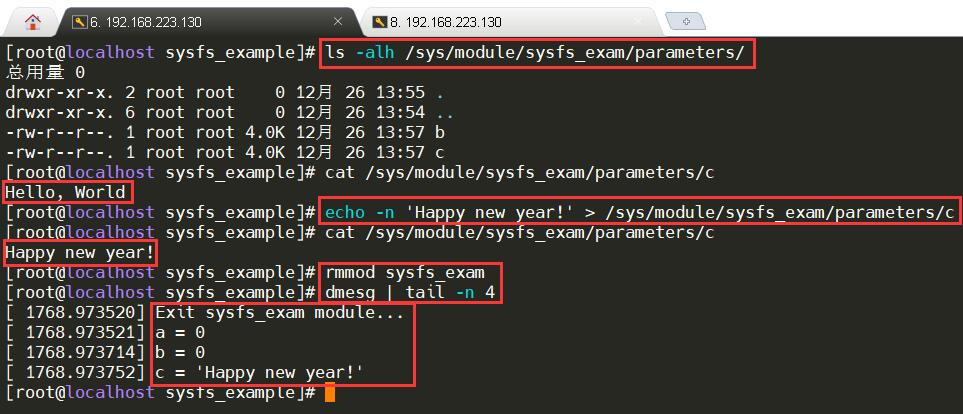 6. 192.168.223.130
8. 192.168.223.130
[root@localhost sysfs_example]# ls -alh /sys/module/sysfs_exam/parameters/
总用量 0
drwxr-xr-x. 2 root root    0 12月 26 13:55 .
drwxr-xr-x. 6 root root    0 12月 26 13:54 ..
-rw-r--r--. 1 root root 4.0K 12月 26 13:57 b
-rw-r--r--. 1 root root 4.0K 12月 26 13:57 c
[root@localhost sysfs_example]# cat /sys/module/sysfs_exam/parameters/c
Hello, World
[root@localhost sysfs_example]# echo -n 'Happy new year!' > /sys/module/sysfs_exam/parameters/c
[root@localhost sysfs_example]# cat /sys/module/sysfs_exam/parameters/c
Happy new year!
[root@localhost sysfs_example]# rmmod sysfs_exam
[root@localhost sysfs_example]# dmesg | tail -n 4
[ 1768.973520] Exit sysfs_exam module...
[ 1768.973521] a = 0
[ 1768.973714] b = 0
[ 1768.973752] c = 'Happy new year!'
[root@localhost sysfs_example]#